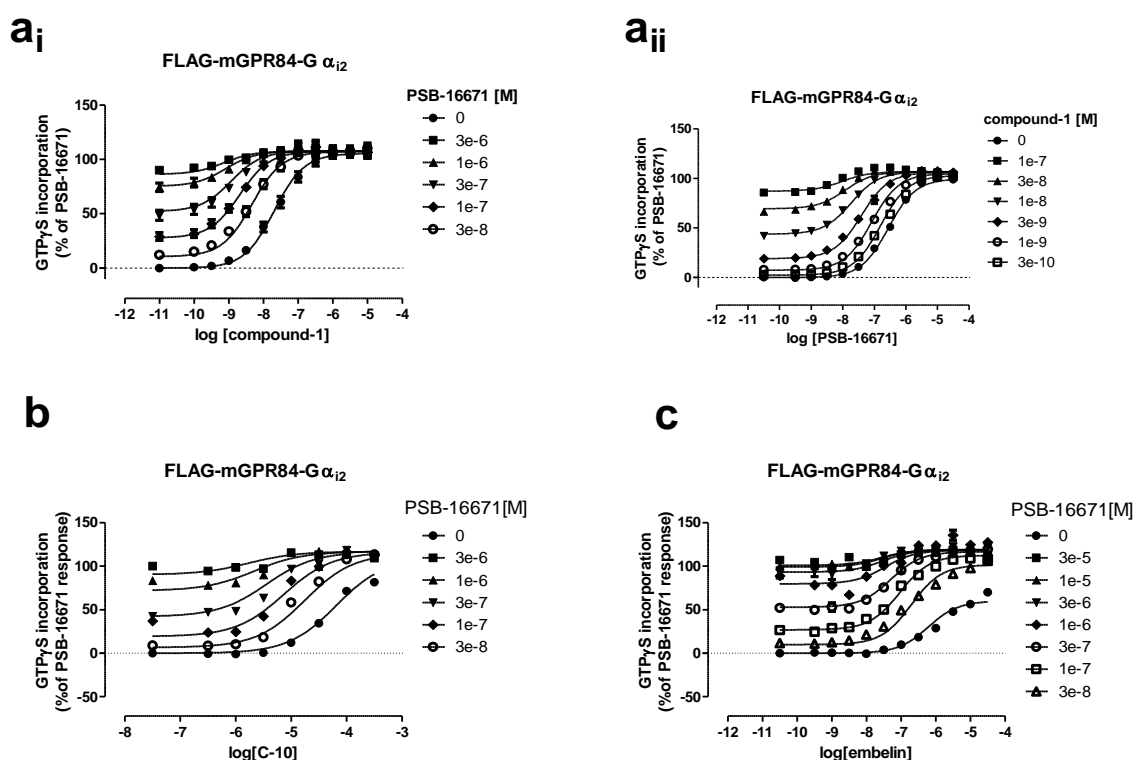 ai
FLAG-mGPR84-G αi2
PSB-16671 [M]
0
3e-6
1e-6
3e-7
1e-7
3e-8
GTPγS incorporation
(% of PSB-16671)
150
100
50
0
-12 -11 -10 -9 -8 -7 -6 -5 -4
log [compound-1]
aii
FLAG-mGPR84-Gαi2
compound-1 [M]
0
1e-7
3e-8
1e-8
3e-9
1e-9
3e-10
GTPγS incorporation
(% of PSB-16671)
150
100
50
0
-12 -11 -10 -9 -8 -7 -6 -5 -4
log [PSB-16671]
b
FLAG-mGPR84-Gαi2
PSB-16671[M]
0
3e-6
1e-6
3e-7
1e-7
3e-8
GTPγS incorporation
(%of PSB-16671 response)
150
100
50
0
-50
-8 -7 -6 -5 -4 -3
log[C-10]
c
FLAG-mGPR84-Gαi2
PSB-16671[M]
0
3e-5
1e-5
3e-6
1e-6
3e-7
1e-7
3e-8
GTPγS incorporation
(%of PSB-16671 response)
150
100
50
0
-50
-12 -11 -10 -9 -8 -7 -6 -5 -4
log[embelin]